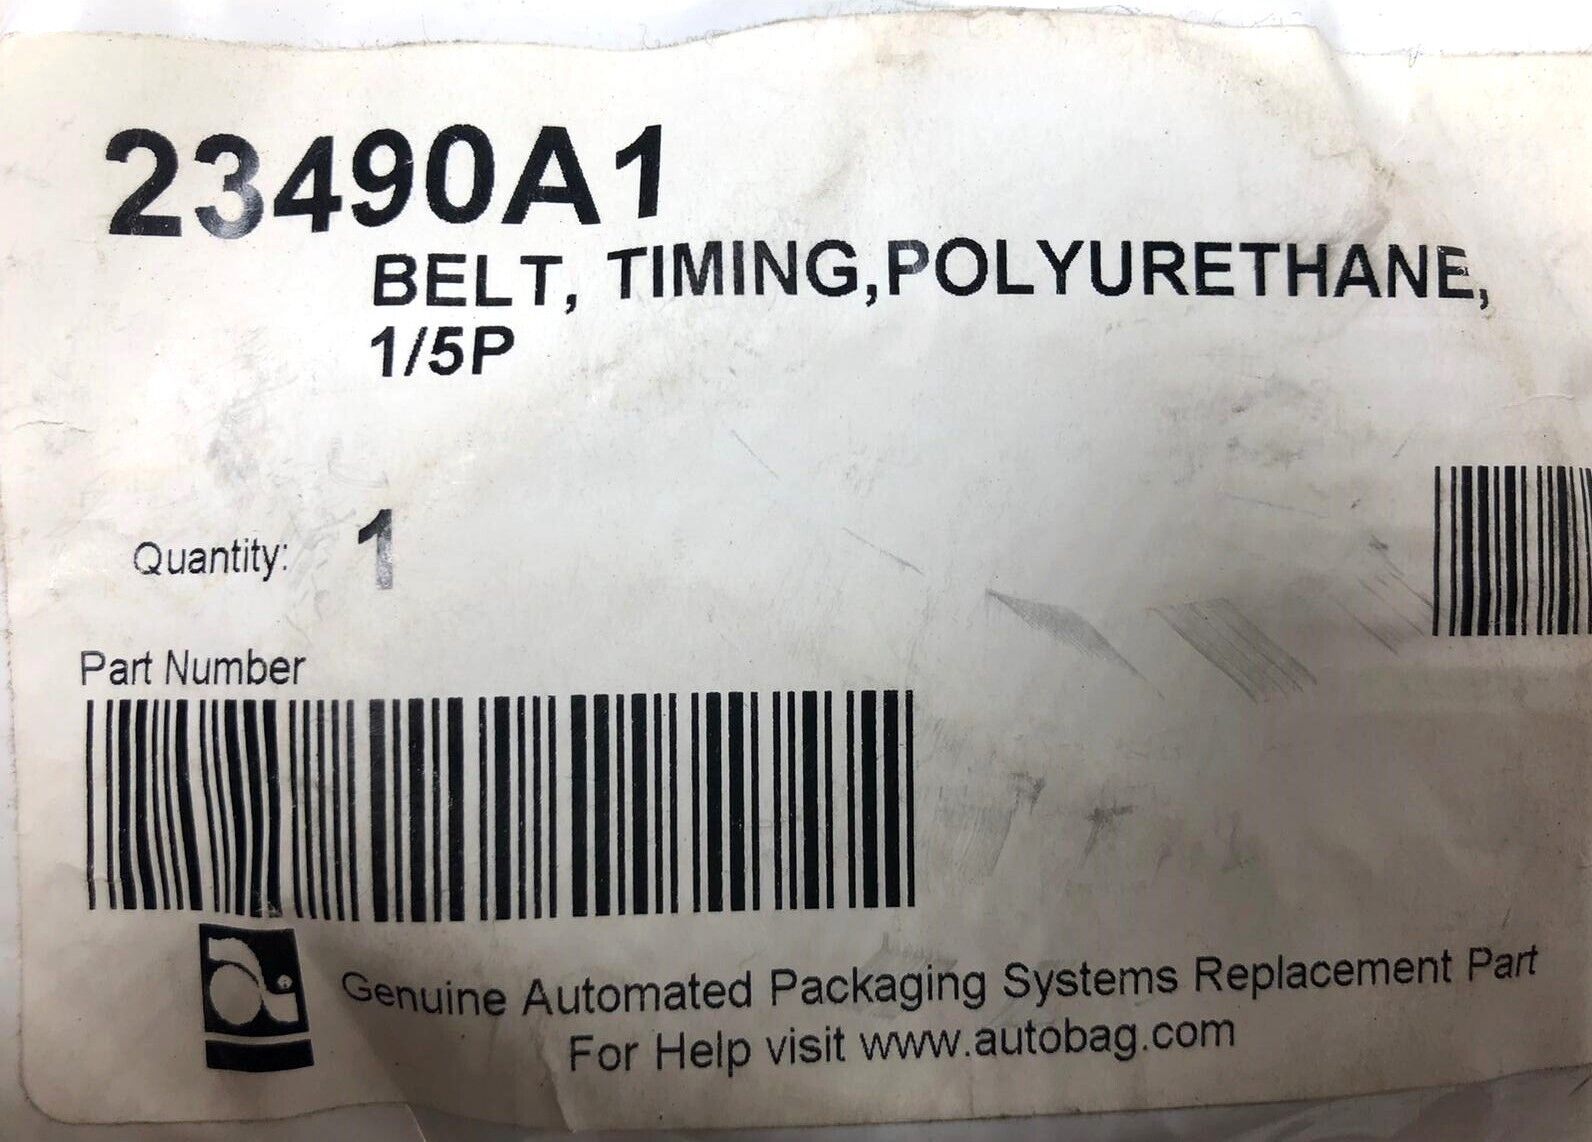 23490A1
BELT, TIMING,POLYURETHANE,
1/5P
Quantity: 1
Part Number
Genuine Automated Packaging Systems Replacement Part
For Help visit www.autobag.com